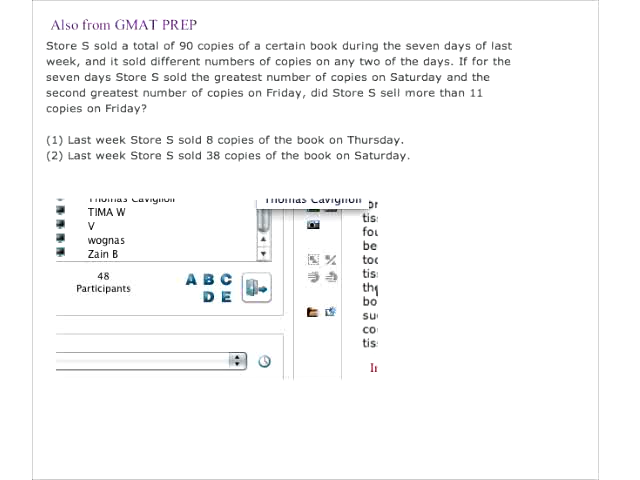 Also from GMAT PREP
Store S sold a total of 90 copies of a certain book during the seven days of last
week, and it sold different numbers of copies on any two of the days. If for the
seven days Store S sold the greatest number of copies on Saturday and the
second greatest number of copies on Friday, did Store S sell more than 11
copies on Friday?
(1) Last week Store S sold 8 copies of the book on Thursday.
(2) Last week Store S sold 38 copies of the book on Saturday.
TIMA W
V
wognas
Zain B
48
Participants
A B C
D E
tis
fou
be
too
tis
the
bo
su
co
tis